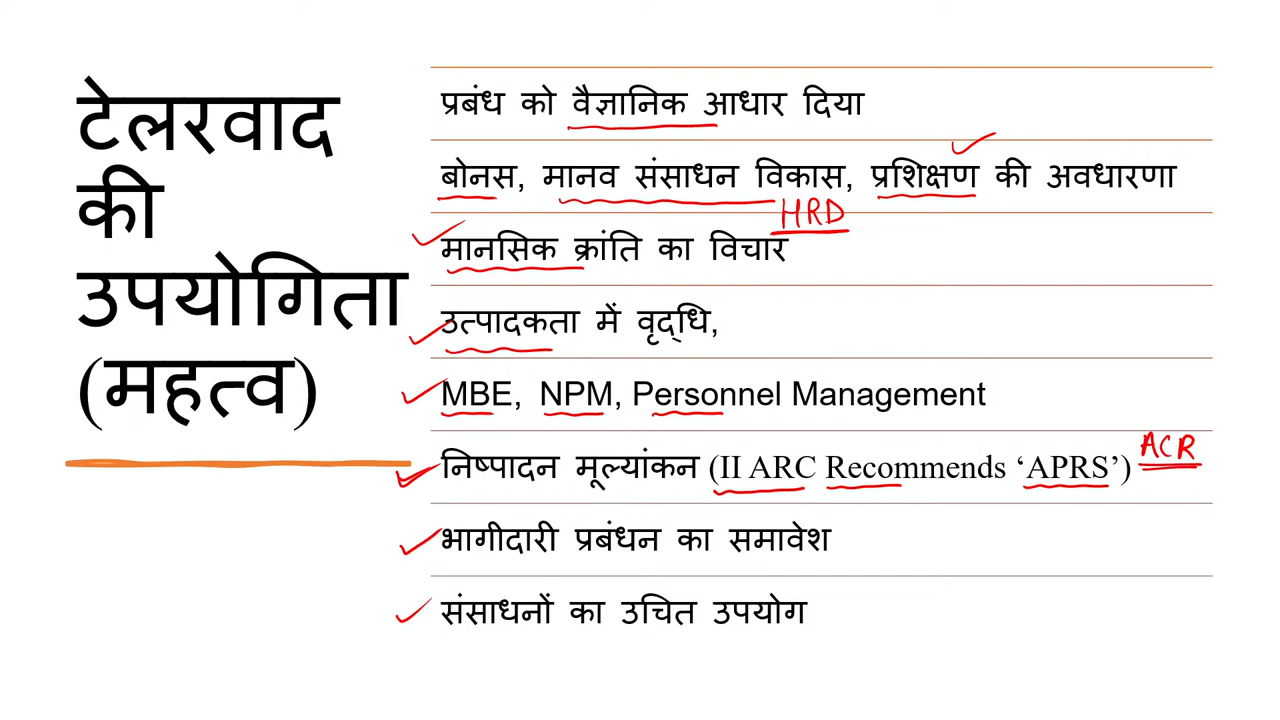 टेलरवाद
की
उपयोगिता
(महत्व)
प्रबंध को वैज्ञानिक आधार दिया
बोनस, मानव संसाधन विकास, प्रशिक्षण की अवधारणा
HRD
मानसिक क्रांति का विचार
उत्पादकता में वृद्धि,
MBE, NPM, Personnel Management
निष्पादन मूल्यांकन (II ARC Recommends ‘APRS’)
ACR
भागीदारी प्रबंधन का समावेश
संसाधनों का उचित उपयोग